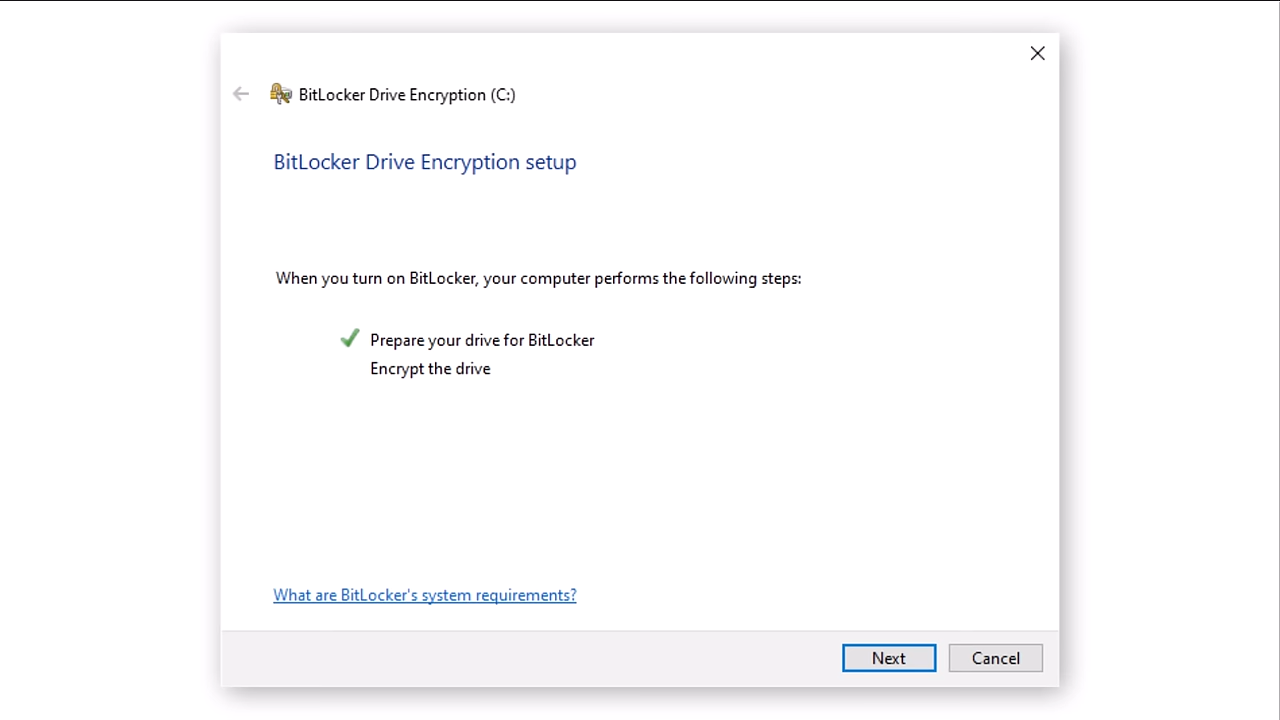 BitLocker Drive Encryption (C:)
BitLocker Drive Encryption setup
When you turn on BitLocker, your computer performs the following steps:
Prepare your drive for BitLocker
Encrypt the drive
What are BitLocker's system requirements?
Next Cancel